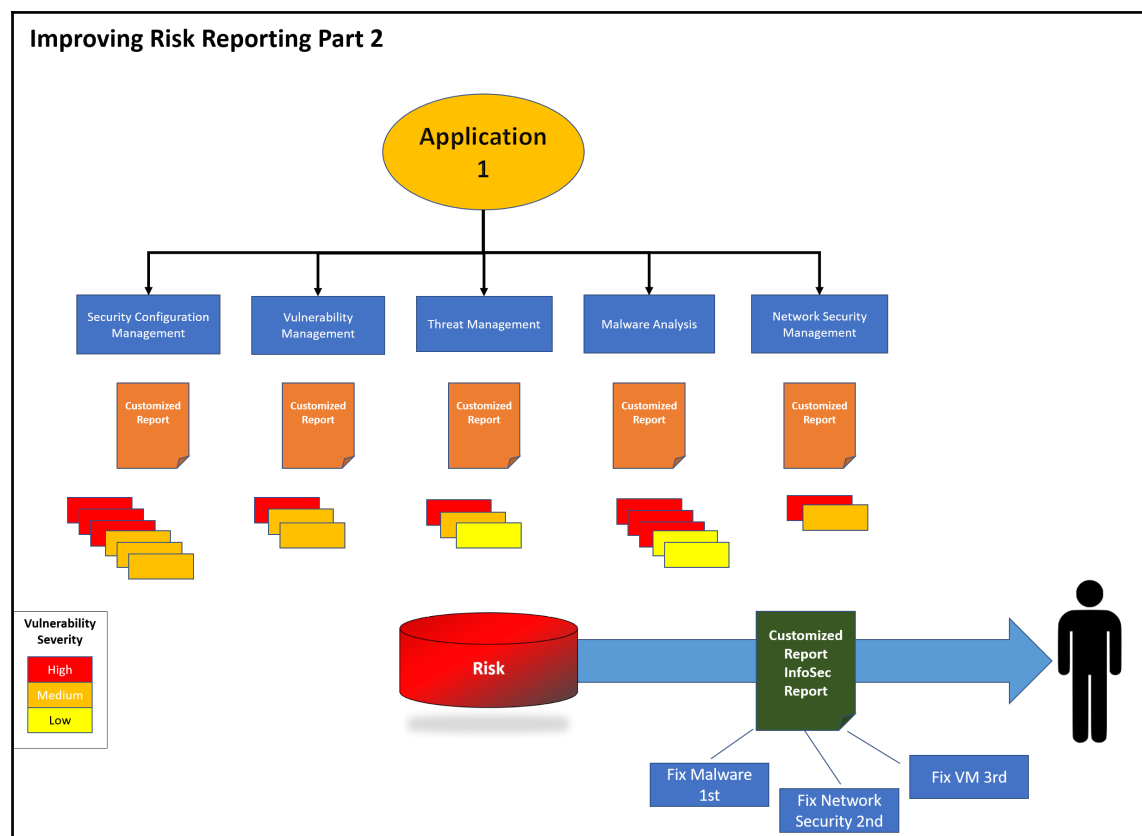 Improving Risk Reporting Part 2
Application
1
Security Configuration
Management
Vulnerability
Management
Threat Management
Malware Analysis
Network Security
Management
Customized
Report
Customized
Report
Customized
Report
Customized
Report
Customized
Report
Vulnerability
Severity
High
Medium
Low
Risk
Customized
Report
InfoSec
Report
Fix Malware
1st
Fix Network
Security 2nd
Fix VM 3rd